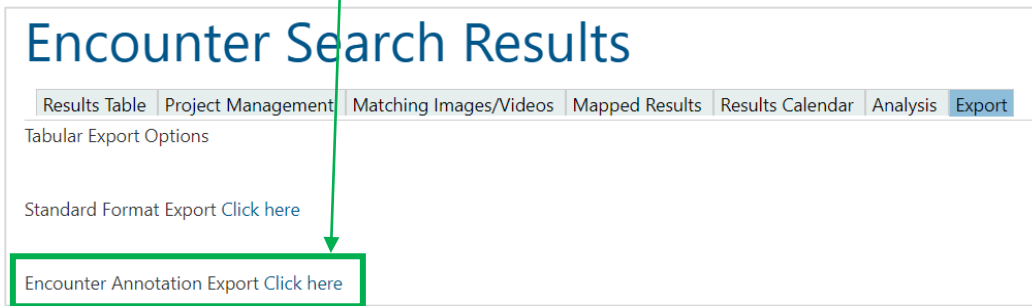 Encounter Search Results
Results Table Project Management Matching Images/Videos Mapped Results Results Calendar Analysis Export
Tabular Export Options
Standard Format Export Click here
Encounter Annotation Export Click here